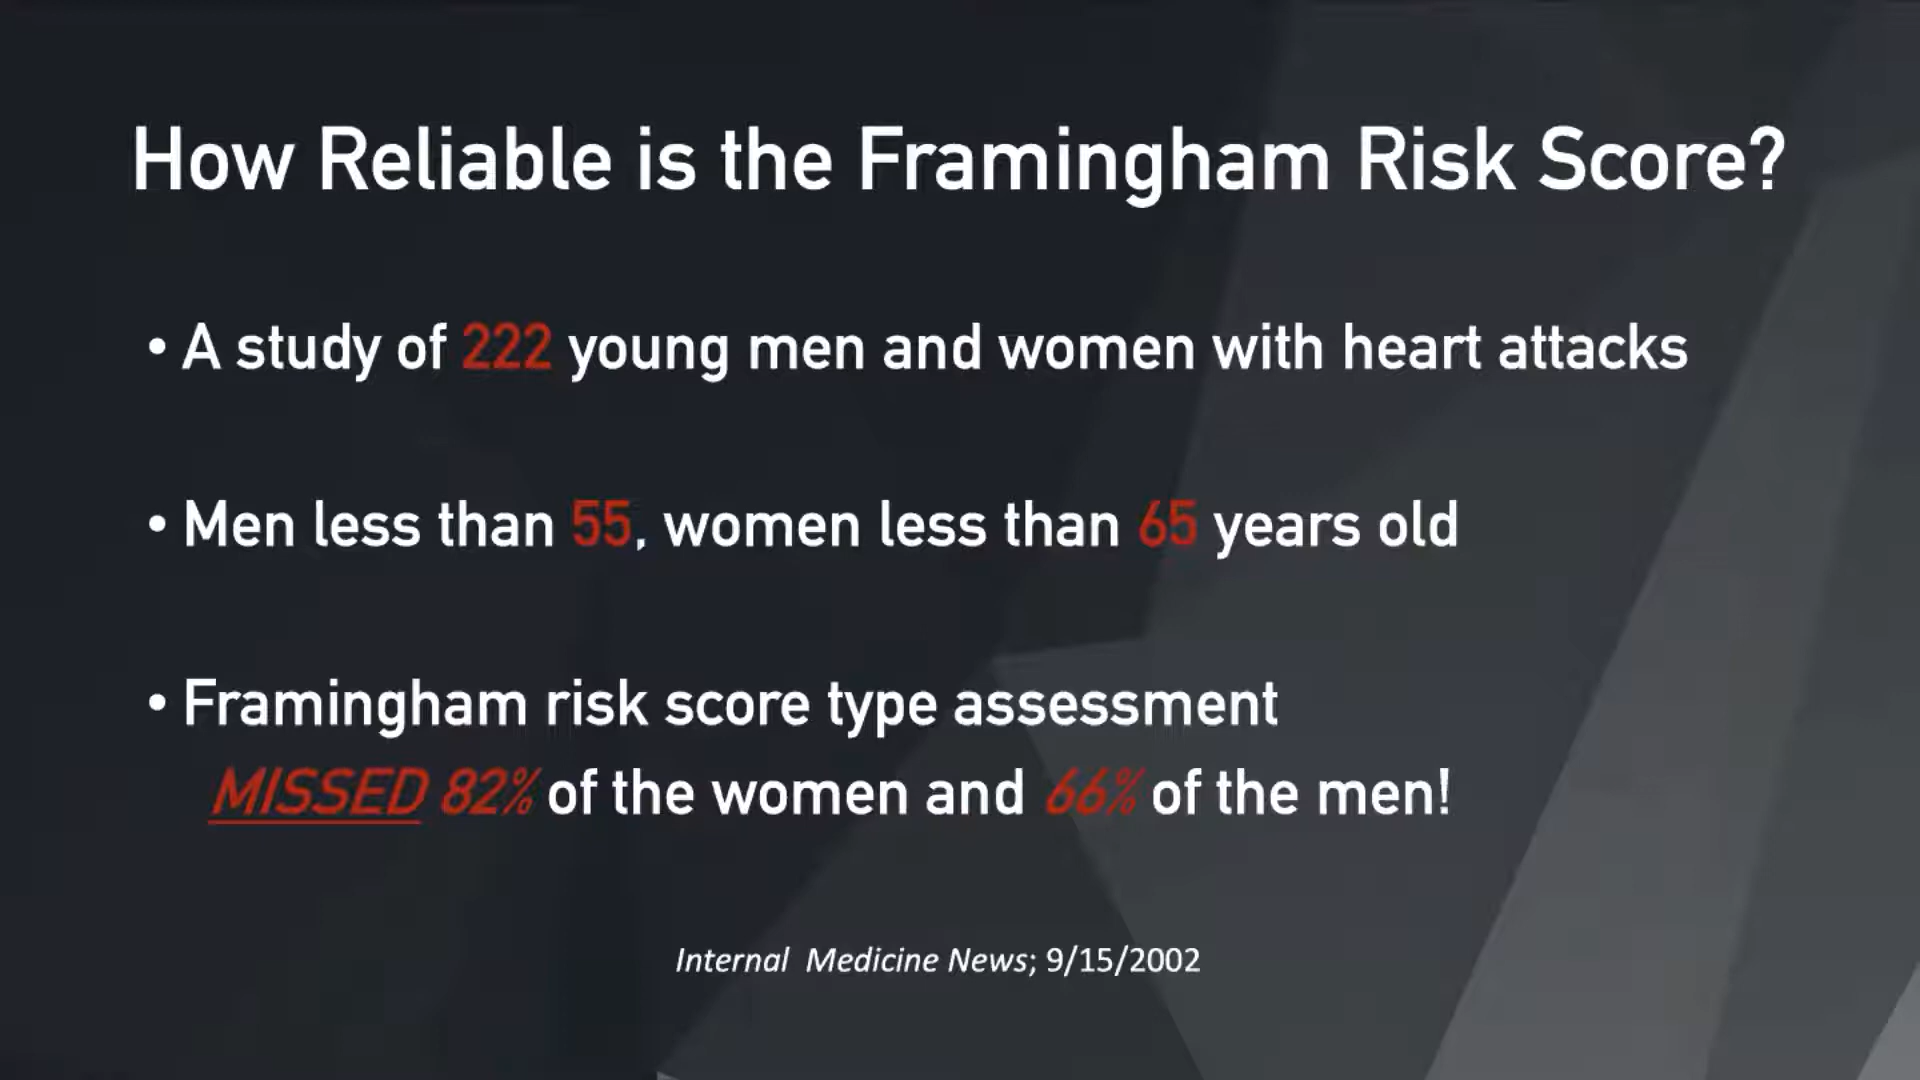 How Reliable is the Framingham Risk Score?
• A study of 222 young men and women with heart attacks
• Men less than 55, women less than 65 years old
• Framingham risk score type assessment
MISSED 82% of the women and 66% of the men!
Internal Medicine News; 9/15/2002